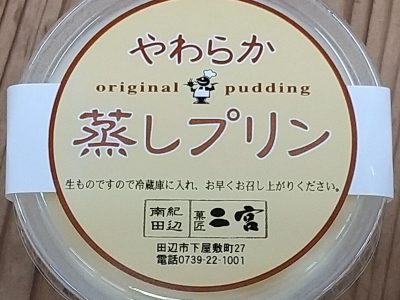 やわらか
original pudding
蒸しプリン
生ものですので冷蔵庫に入れ、お早くお召し上がりください。
南紀田辺 菓匠 二宮
田辺市下屋敷町27
電話0739-22-1001